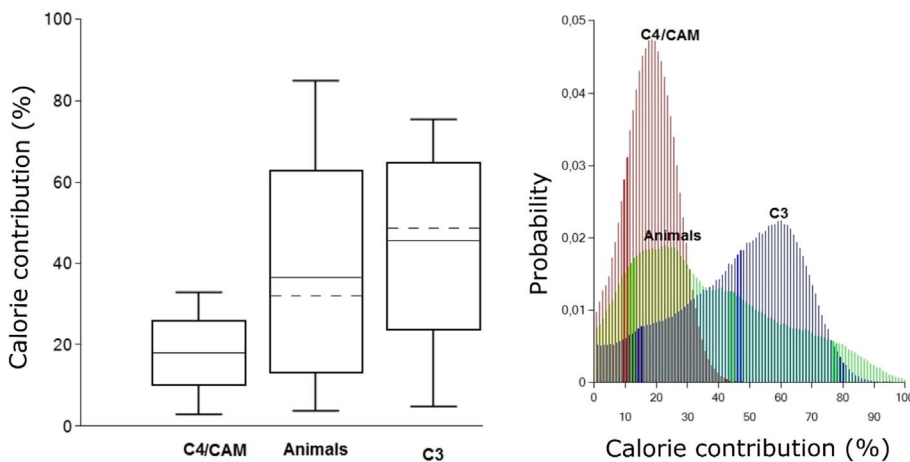 Calorie contribution (%)
100
80
60
40
20
0
C4/CAM
Animals
C3
Probability
0,05
0,04
0,03
0,02
0,01
0
C4/CAM
Animals
C3
0 20 40 60 80 100
10 30 50 70 90
Calorie contribution (%)